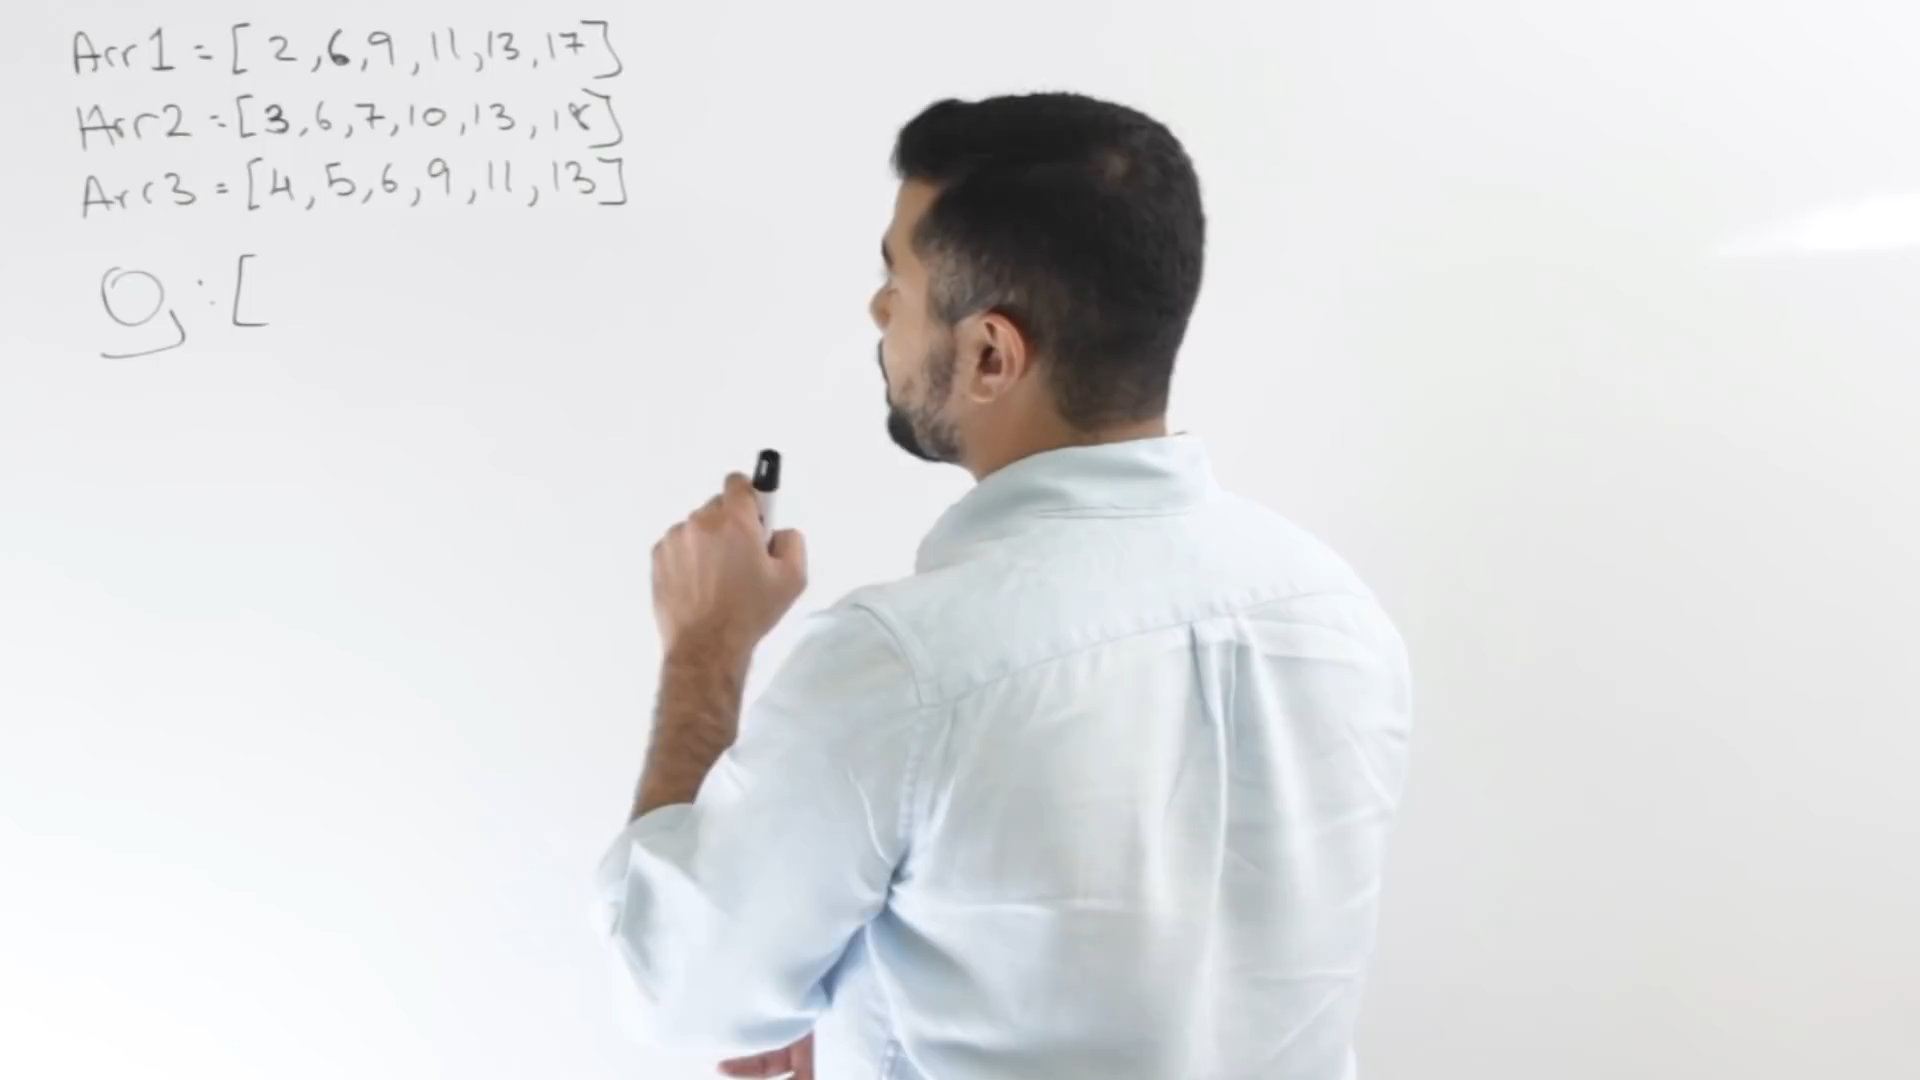 Arr1 = [2,6,9,11,13,17]
Arr2 = [3,6,7,10,13,18]
Arr3 = [4,5,6,9,11,13]
O : [